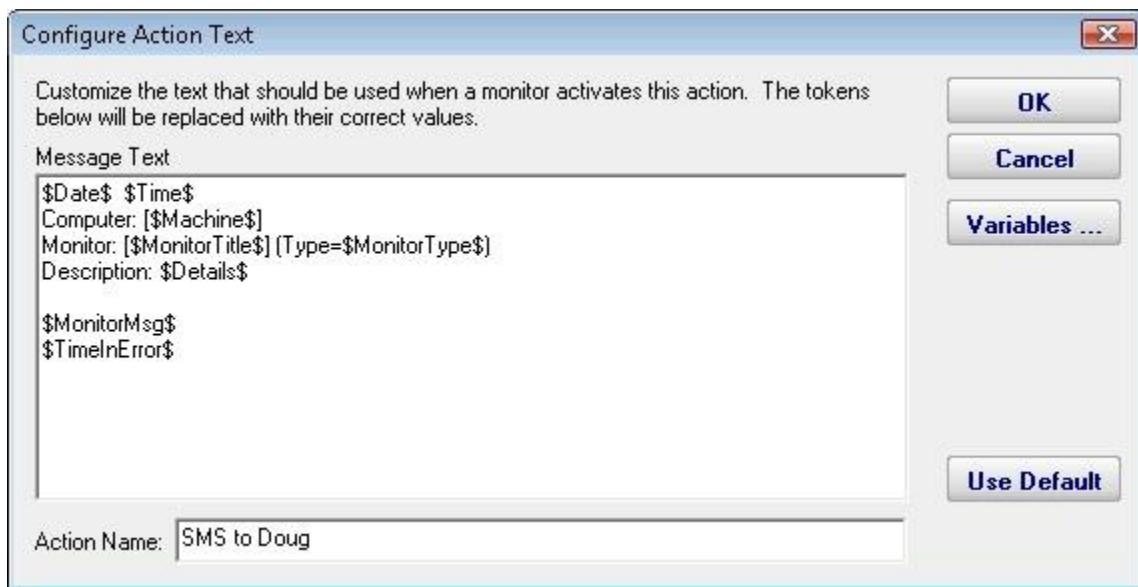 Configure Action Text
Customize the text that should be used when a monitor activates this action. The tokens
below will be replaced with their correct values.
OK
Cancel
Variables ...
Message Text
$Date$ $Time$
Computer: [$Machine$]
Monitor: [$MonitorTitle$] (Type=$MonitorType$)
Description: $Details$
$MonitorMsg$
$TimeInError$
Use Default
Action Name: SMS to Doug